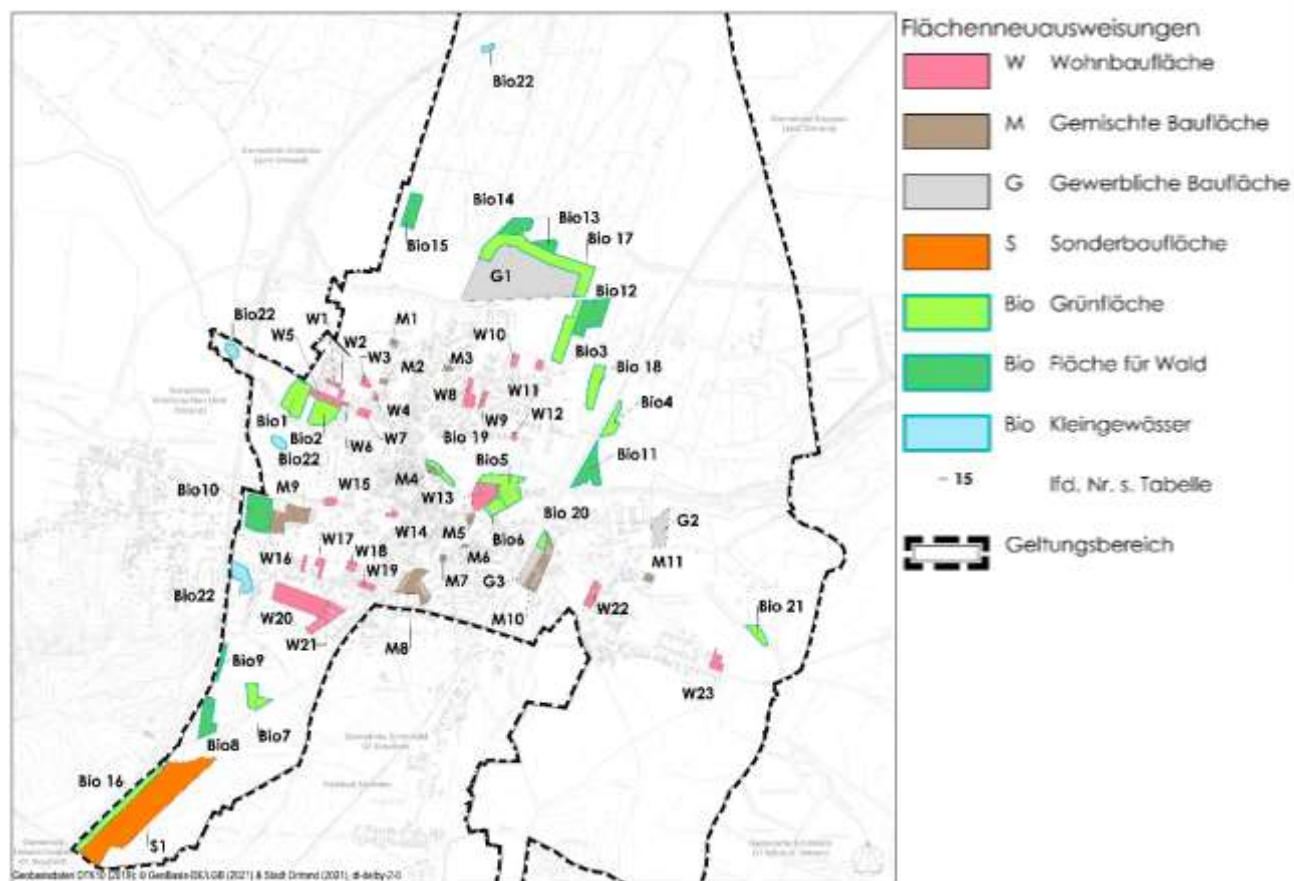 Flächenneuausweisungen
W Wohnbaufläche
M Gemischte Baufläche
G Gewerbliche Baufläche
S Sonderbaufläche
Bio Grünfläche
Bio Fläche für Wald
Bio Kleingewässer
- 15 lfd. Nr. s. Tabelle
Geltungsbereich
Bio22
Bio14
Bio13
Bio15
Bio 17
G1
Bio12
Bio22
W1
M1
W5
W2
W10
W3
M2
M3
Bio3
Bio 18
W11
W8
W4
Bio4
W9
W12
Bio1
Bio2
W7
W6
Bio 19
Bio22
Bio5
Bio11
M4
W15
W13
M9
Bio10
Bio 20
W14
M5
G2
Bio6
W17
M6
W16
W18
M11
W19
M7
G3
Bio22
W20
M10
W22
Bio 21
W21
M8
Bio9
W23
Bio8
Bio7
Bio 16
S1